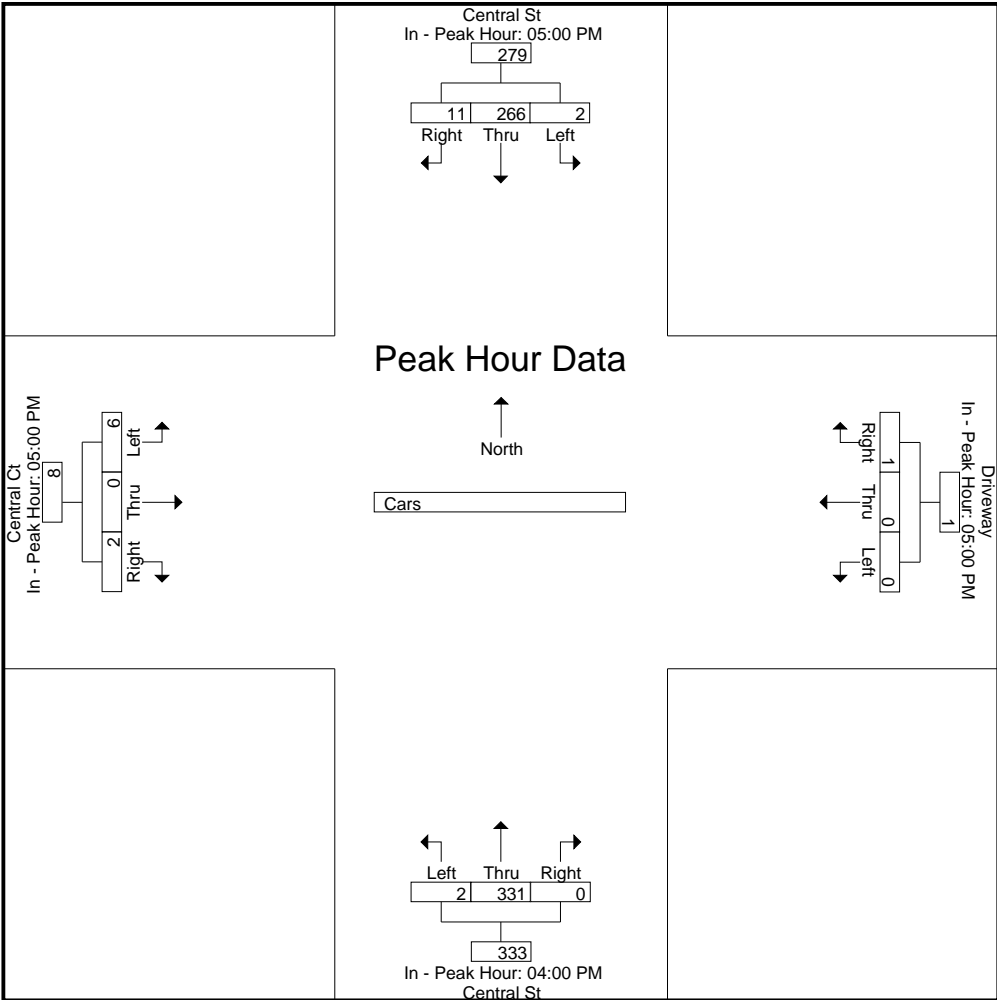 Central St
In - Peak Hour: 05:00 PM
279
11 266 2
Right Thru Left
Peak Hour Data
North
Cars
Central Ct
In - Peak Hour: 05:00 PM
8
6 0 2
Left Thru Right
Driveway
In - Peak Hour: 05:00 PM
1
1 0 0
Right Thru Left
Left Thru Right
2 331 0
333
In - Peak Hour: 04:00 PM
Central St